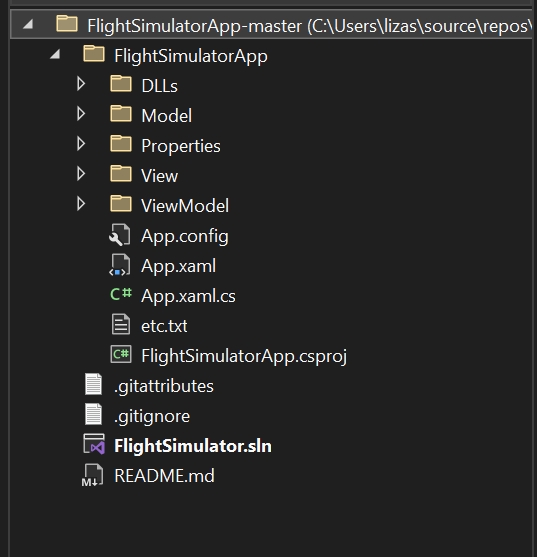 FlightSimulatorApp-master (C:\Users\lizas\source\repos\
FlightSimulatorApp
DLLs
Model
Properties
View
ViewModel
App.config
App.xaml
C# App.xaml.cs
etc.txt
C# FlightSimulatorApp.csproj
.gitattributes
.gitignore
FlightSimulator.sln
M↓ README.md